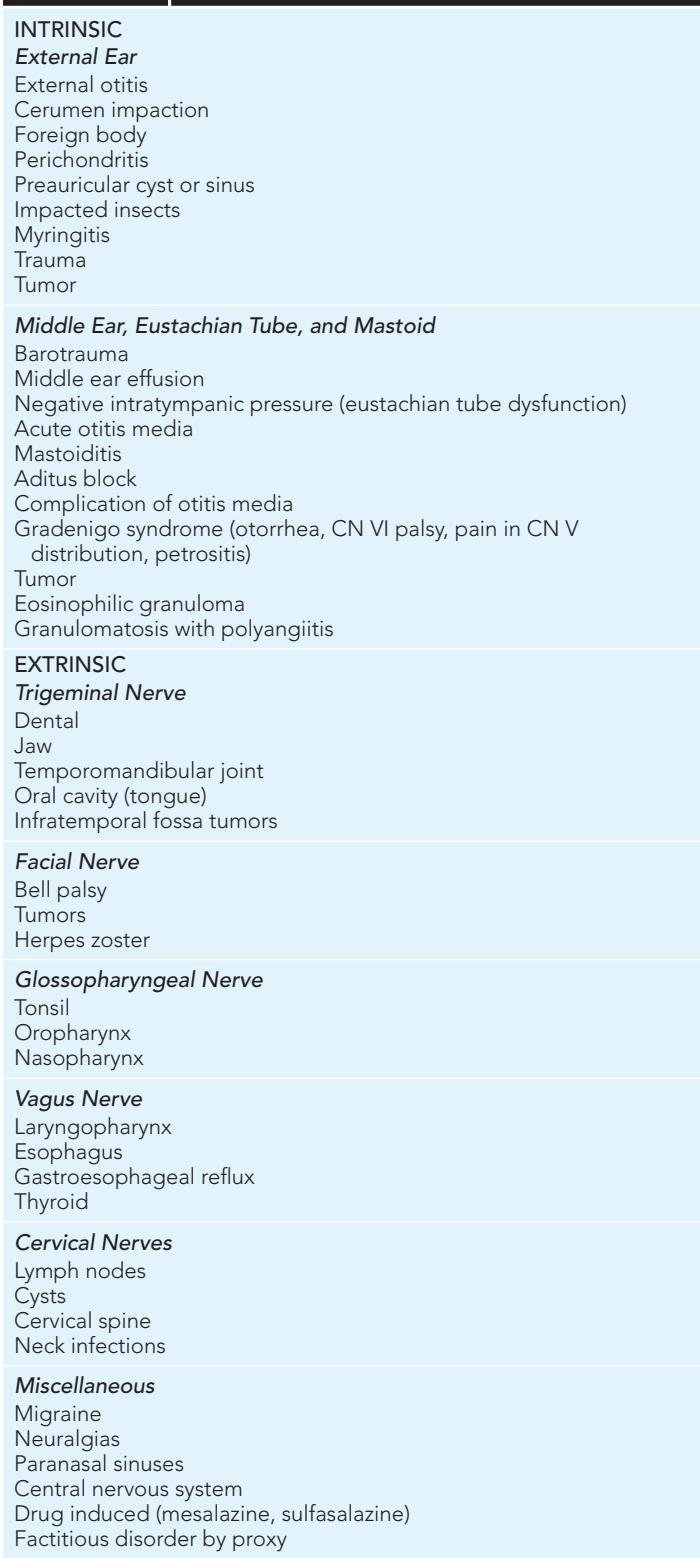 INTRINSIC
External Ear
External otitis
Cerumen impaction
Foreign body
Perichondritis
Preauricular cyst or sinus
Impacted insects
Myringitis
Trauma
Tumor
Middle Ear, Eustachian Tube, and Mastoid
Barotrauma
Middle ear effusion
Negative intratympanic pressure (eustachian tube dysfunction)
Acute otitis media
Mastoiditis
Aditus block
Complication of otitis media
Gradenigo syndrome (otorrhea, CN VI palsy, pain in CN V
distribution, petrositis)
Tumor
Eosinophilic granuloma
Granulomatosis with polyangiitis
EXTRINSIC
Trigeminal Nerve
Dental
Jaw
Temporomandibular joint
Oral cavity (tongue)
Infratemporal fossa tumors
Facial Nerve
Bell palsy
Tumors
Herpes zoster
Glossopharyngeal Nerve
Tonsil
Oropharynx
Nasopharynx
Vagus Nerve
Laryngopharynx
Esophagus
Gastroesophageal reflux
Thyroid
Cervical Nerves
Lymph nodes
Cysts
Cervical spine
Neck infections
Miscellaneous
Migraine
Neuralgias
Paranasal sinuses
Central nervous system
Drug induced (mesalazine, sulfasalazine)
Factitious disorder by proxy